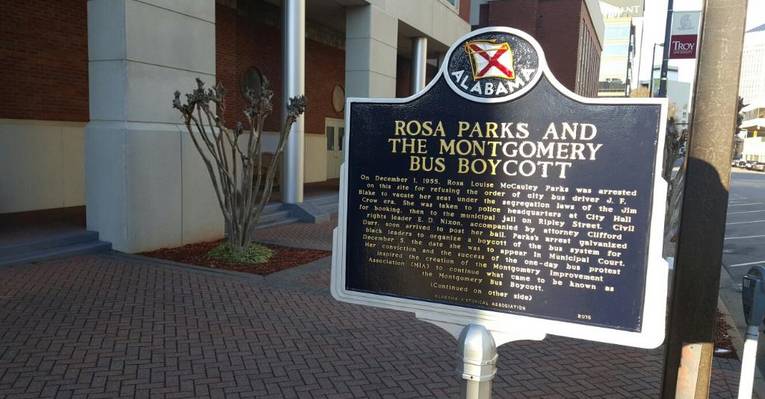 ALABAMA
ROSA PARKS AND
THE MONTGOMERY
BUS BOYCOTT
On December 1, 1955, Rosa Louise McCauley Parks was arrested
on this site for refusing the order of city bus driver J. F.
Blake to vacate her seat under the segregation laws of the Jim
Crow era. She was taken to police headquarters at City Hall
for booking, then to the municipal jail on Ripley Street. Civil
rights leader E. D. Nixon, accompanied by attorney Clifford
Durr, soon arrived to post her bail. Parks's arrest galvanized
black leaders to organize a boycott of the bus system for
December 5, the date she was to appear in Municipal Court.
Her conviction and the success of the one-day bus protest
inspired the creation of the Montgomery Improvement
Association (MIA) to continue what came to be known as
the Montgomery Bus Boycott.
(Continued on other side)
ALABAMA HISTORICAL ASSOCIATION
TROY